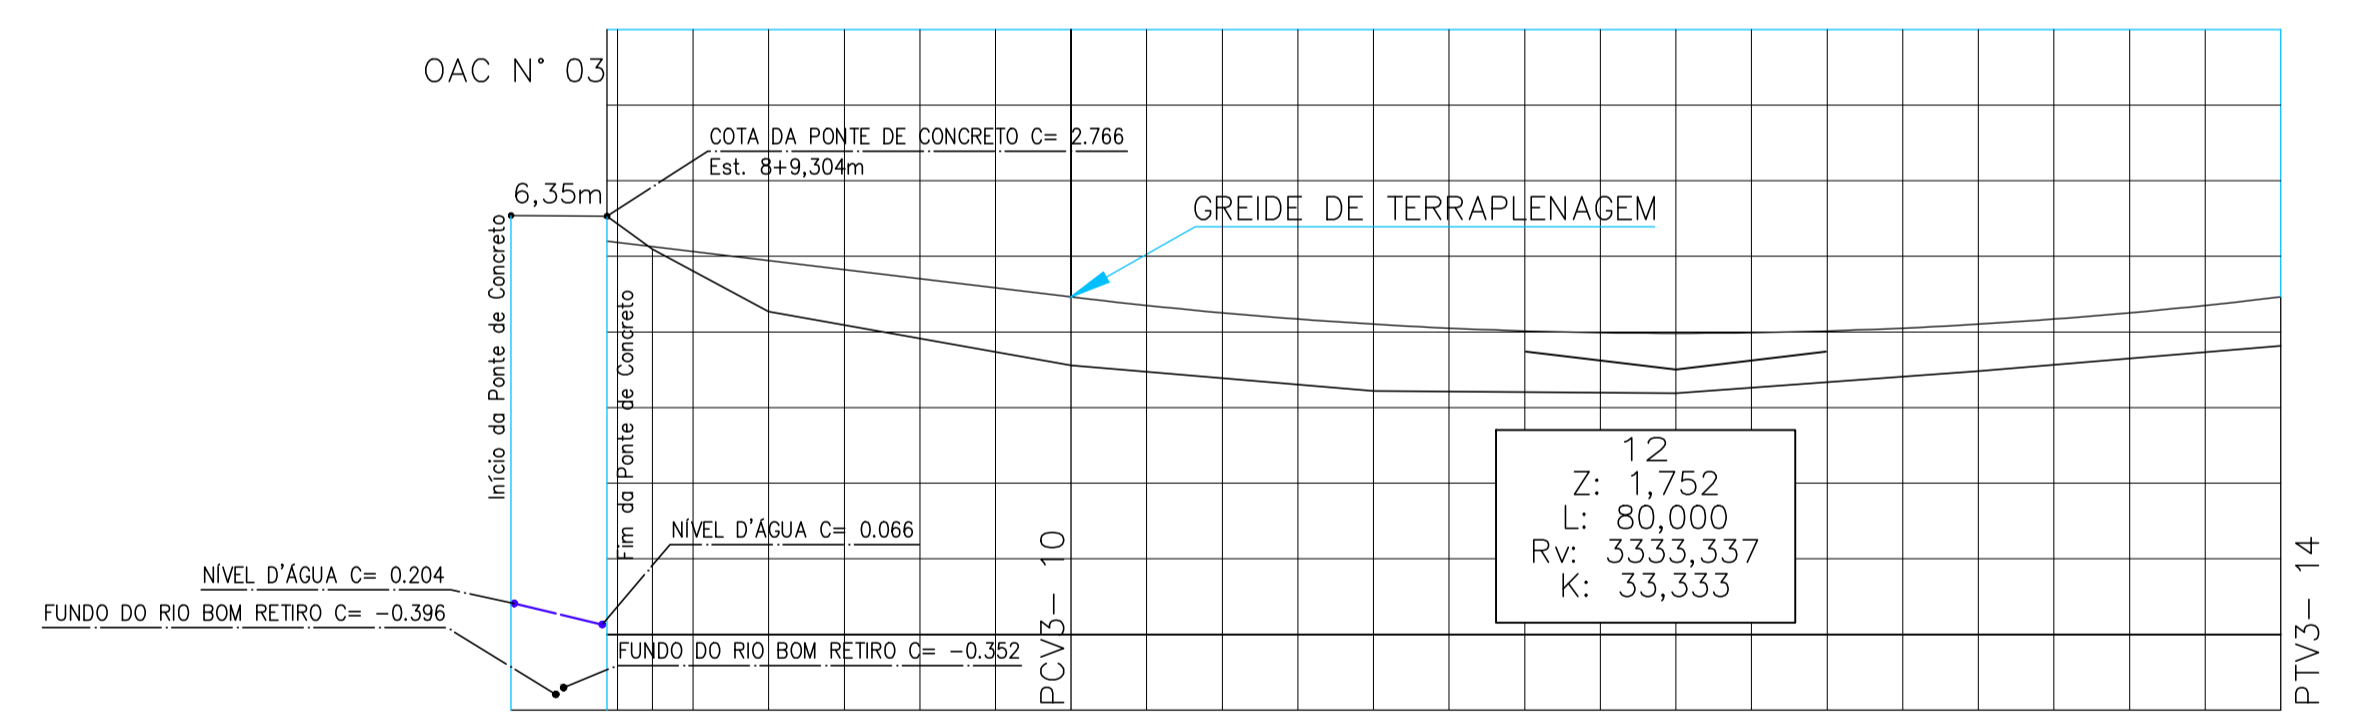 OAC N° 03
COTA DA PONTE DE CONCRETO C= 2.766
Est. 8+9,304m
6,35m
GREIDE DE TERRAPLENAGEM
Início da Ponte de Concreto
Fim da Ponte de Concreto
12
Z: 1,752
L: 80,000
Rv: 3333,337
K: 33,333
NÍVEL D'ÁGUA C= 0.066
NÍVEL D'ÁGUA C= 0.204
FUNDO DO RIO BOM RETIRO C= -0.396
FUNDO DO RIO BOM RETIRO C= -0.352
PCV3- 10
PTV3- 14